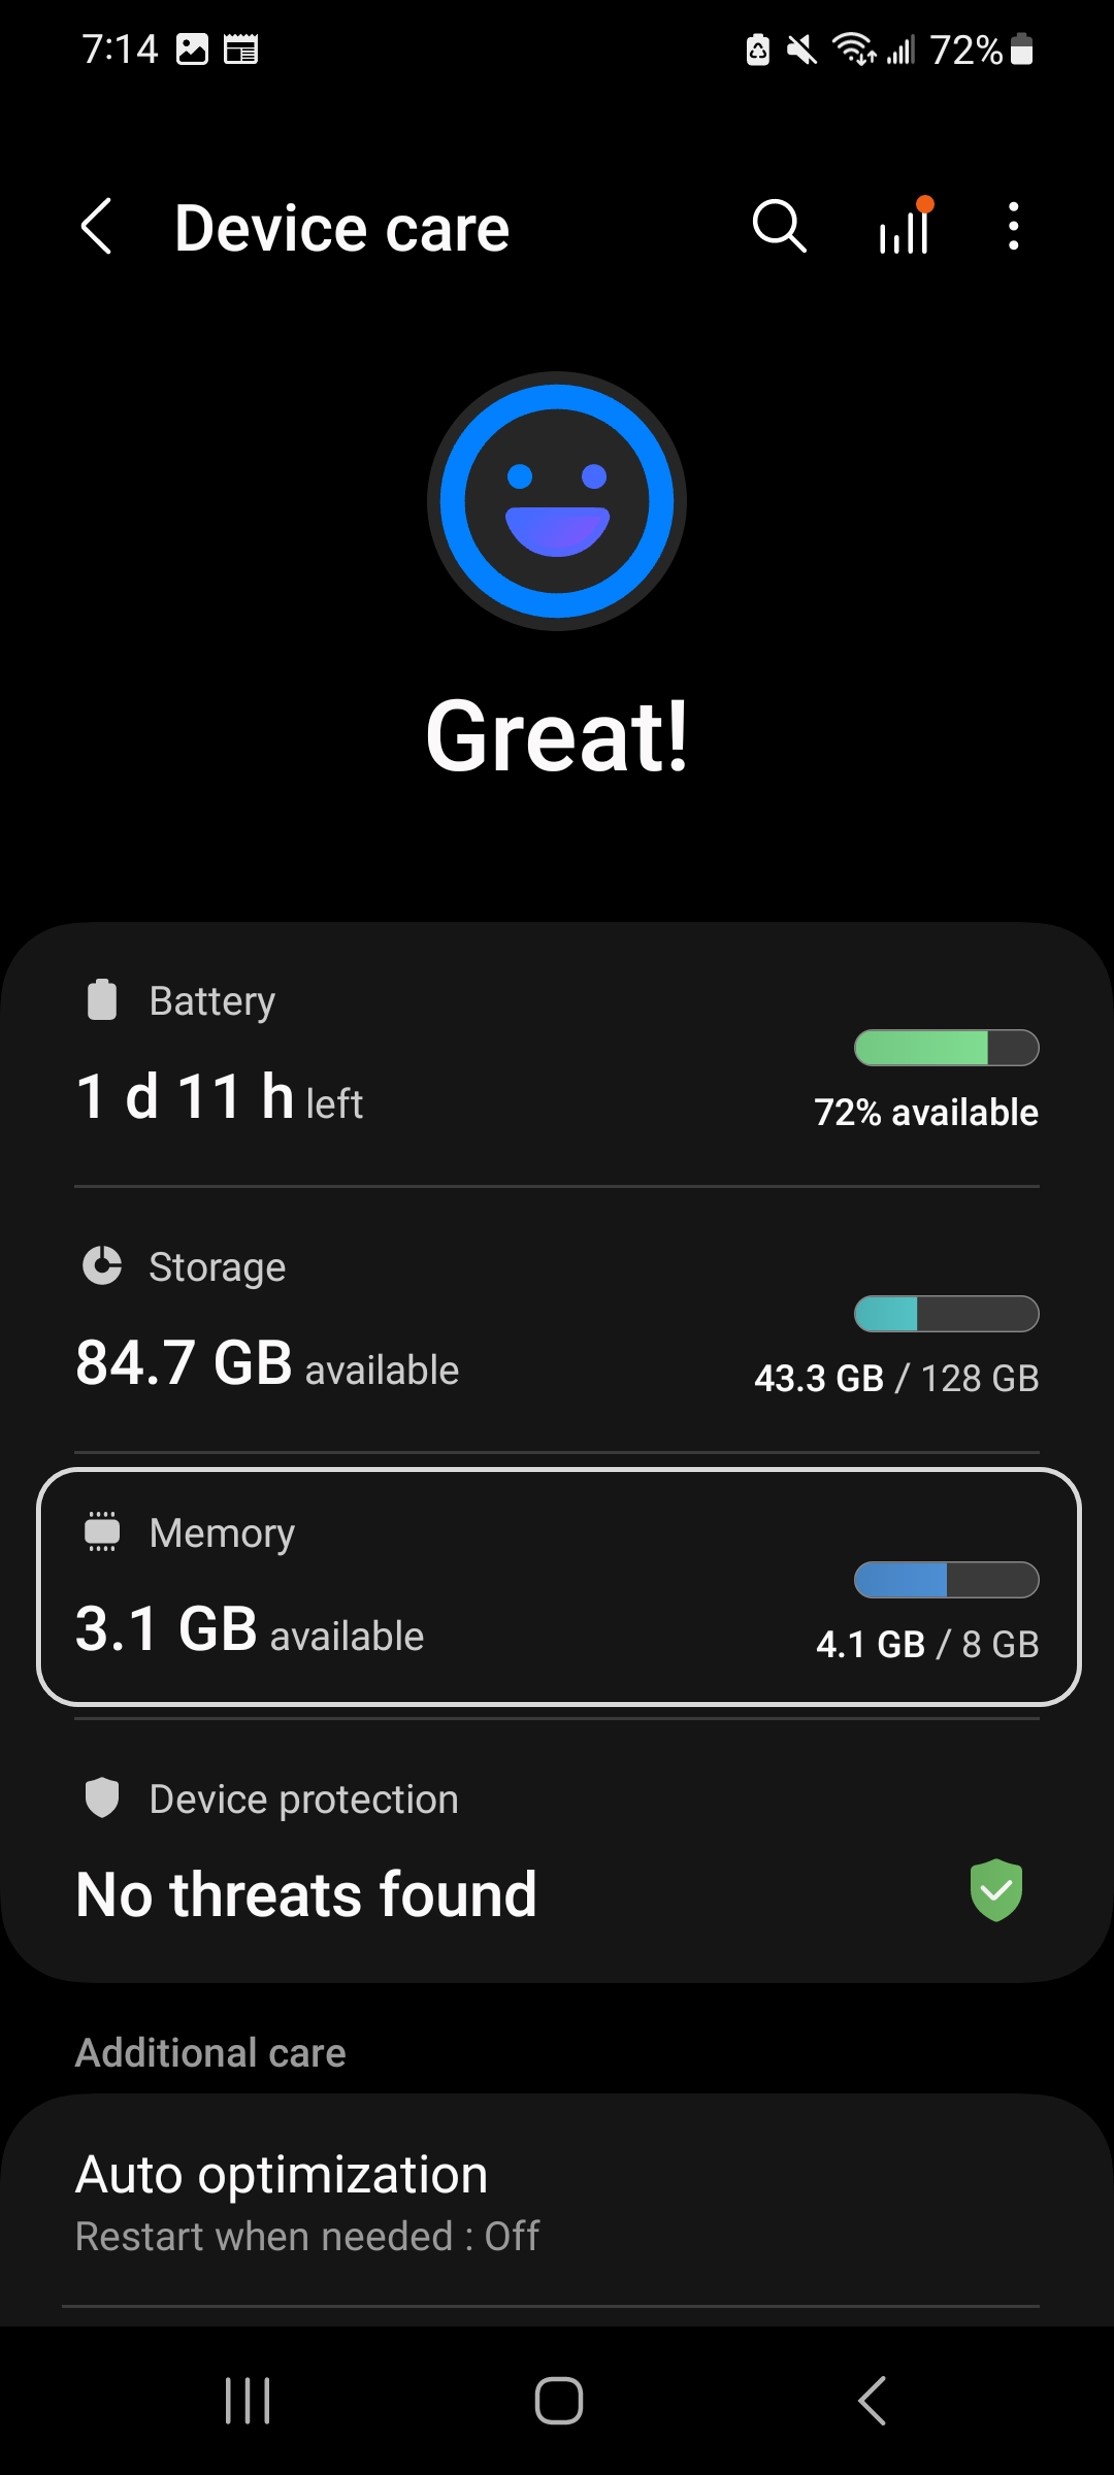 7:14 72%
Device care
Great!
Battery
1 d 11 h left
72% available
Storage
84.7 GB available
43.3 GB / 128 GB
Memory
3.1 GB available
4.1 GB / 8 GB
Device protection
No threats found
Additional care
Auto optimization
Restart when needed : Off